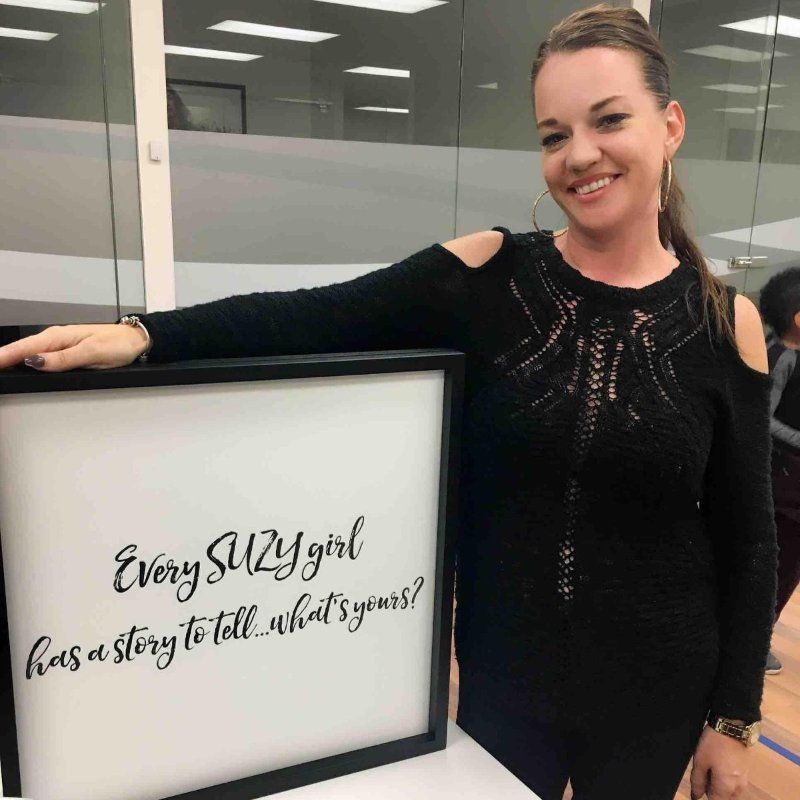 Every SUZY girl
has a story to tell...what's yours?